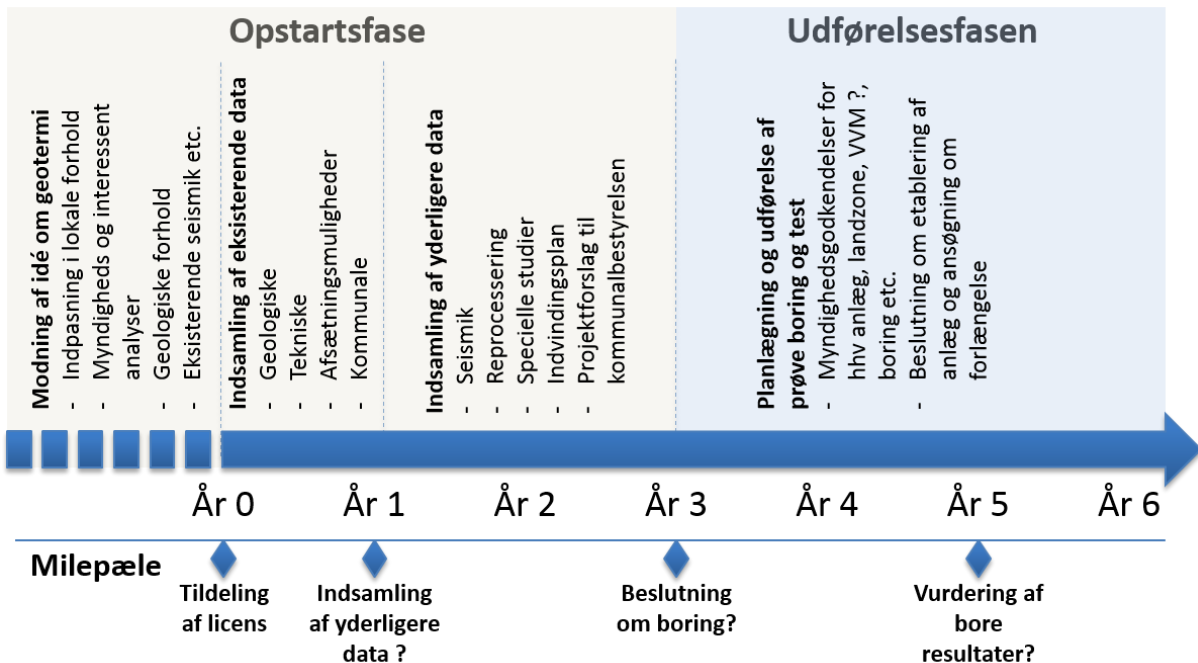 Opstartsfase
Udførelsesfasen
Modning af idé om geotermi
- Indpasning i lokale forhold
- Myndigheds og interessent
analyser
- Geologiske forhold
- Eksisterende seismik etc.
Indsamling af eksisterende data
- Geologiske
- Tekniske
- Afsætningsmuligheder
- Kommunale
Indsamling af yderligere data
- Seismik
- Reprocessering
- Specielle studier
- Indvindingsplan
- Projektforslag til
kommunalbestyrelsen
Planlægning og udførelse af
prøve boring og test
- Myndighedsgodkendelser for
hhv anlæg, landzone, VVM ?,
boring etc.
- Beslutning om etablering af
anlæg og ansøgning om
forlængelse
År 0
År 1
År 2
År 3
År 4
År 5
År 6
Milepæle
Tildeling
af licens
Indsamling
af yderligere
data ?
Beslutning
om boring?
Vurdering af
bore
resultater?